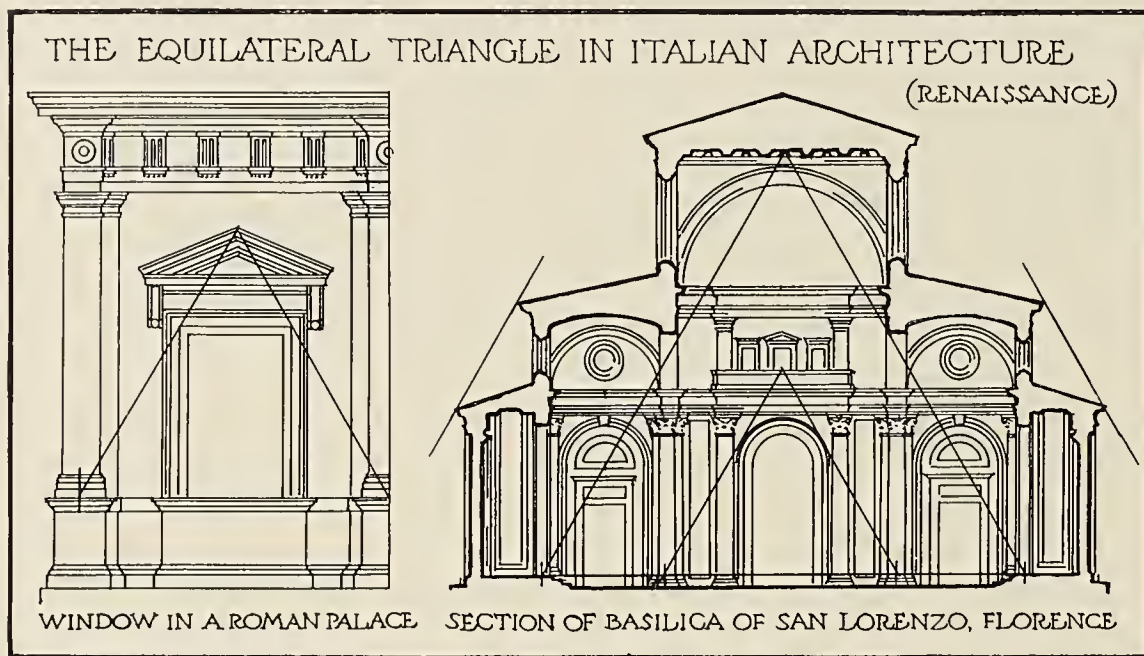 THE EQUILATERAL TRIANGLE IN ITALIAN ARCHITECTURE
(RENAISSANCE)
WINDOW IN A ROMAN PALACE
SECTION OF BASILICA OF SAN LORENZO, FLORENCE